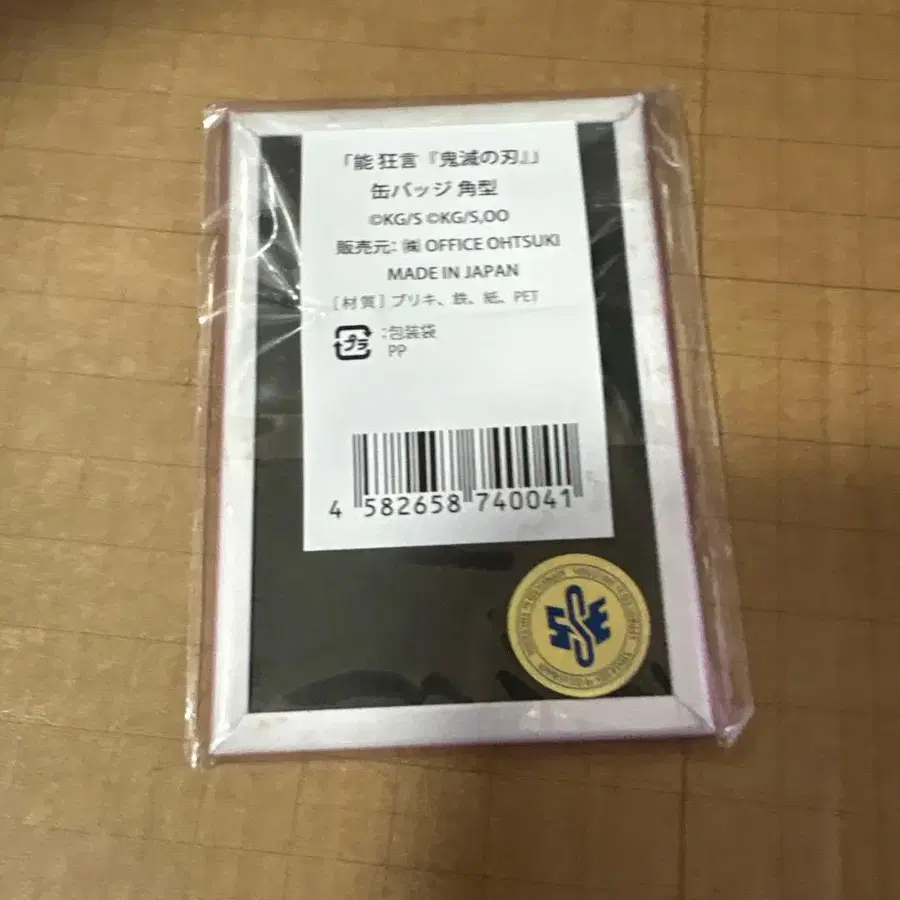 「能 狂言『鬼滅の刃』」
缶バッジ 角型
©KG/S ©KG/S,OO
販売元: ㈱ OFFICE OHTSUKI
MADE IN JAPAN
[材質] ブリキ、鉄、紙、PET
プラ :包装袋
PP
4 582658 740041